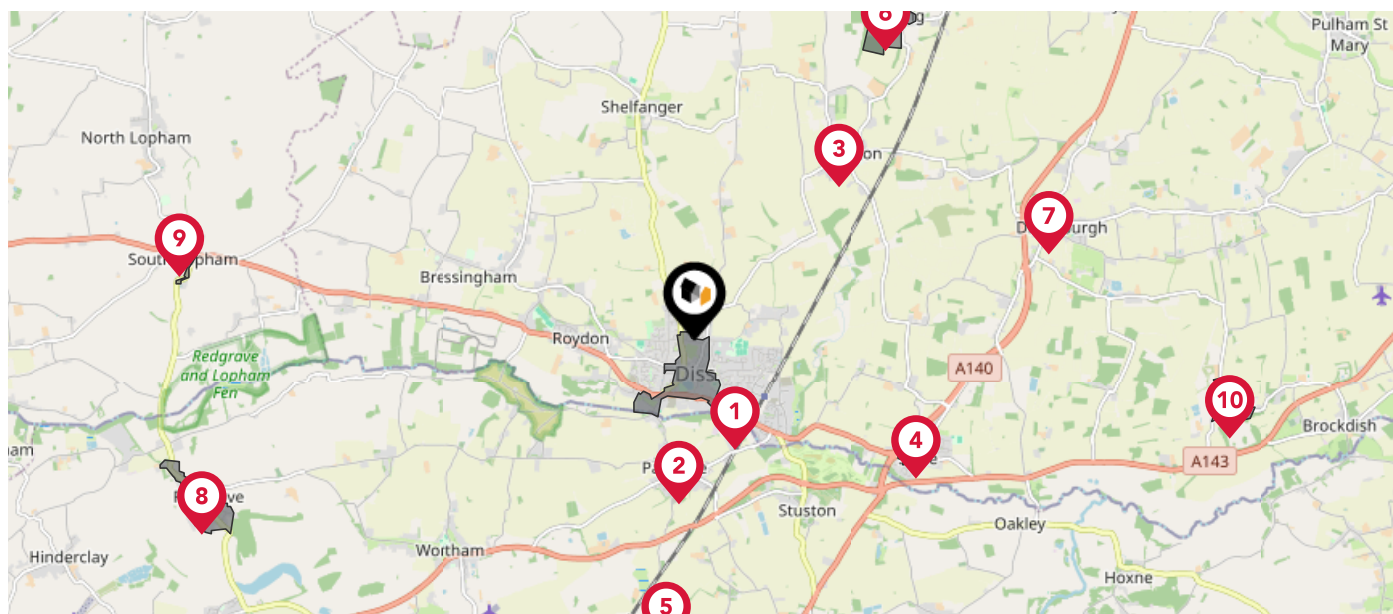 6
Pulham St
Mary
Shelfanger
North Lopham
3
7
9
Bressingham
Roydon
Redgrave
and Lopham
Fen
Diss
A140
1
10
Brockdish
4
2
A143
8
Stuston
Oakley
Wortham
Hinderclay
Hoxne
5